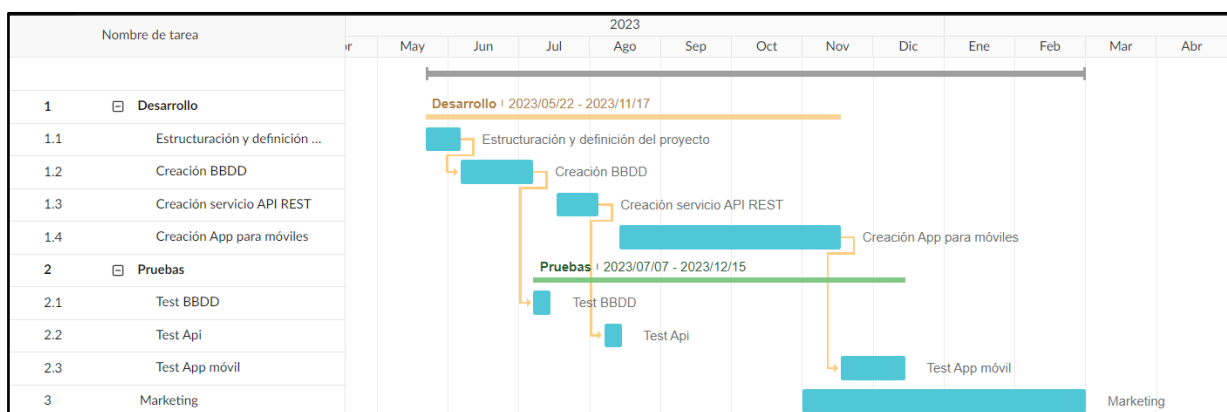 Nombre de tarea
2023
May Jun Jul Ago Sep Oct Nov Dic Ene Feb Mar Abr
1 Desarrollo Desarrollo 2023/05/22 - 2023/11/17
1.1 Estructuración y definición ... Estructuración y definición del proyecto
1.2 Creación BBDD Creación BBDD
1.3 Creación servicio API REST Creación servicio API REST
1.4 Creación App para móviles Creación App para móviles
2 Pruebas Pruebas 2023/07/07 - 2023/12/15
2.1 Test BBDD Test BBDD
2.2 Test Api Test Api
2.3 Test App móvil Test App móvil
3 Marketing Marketing